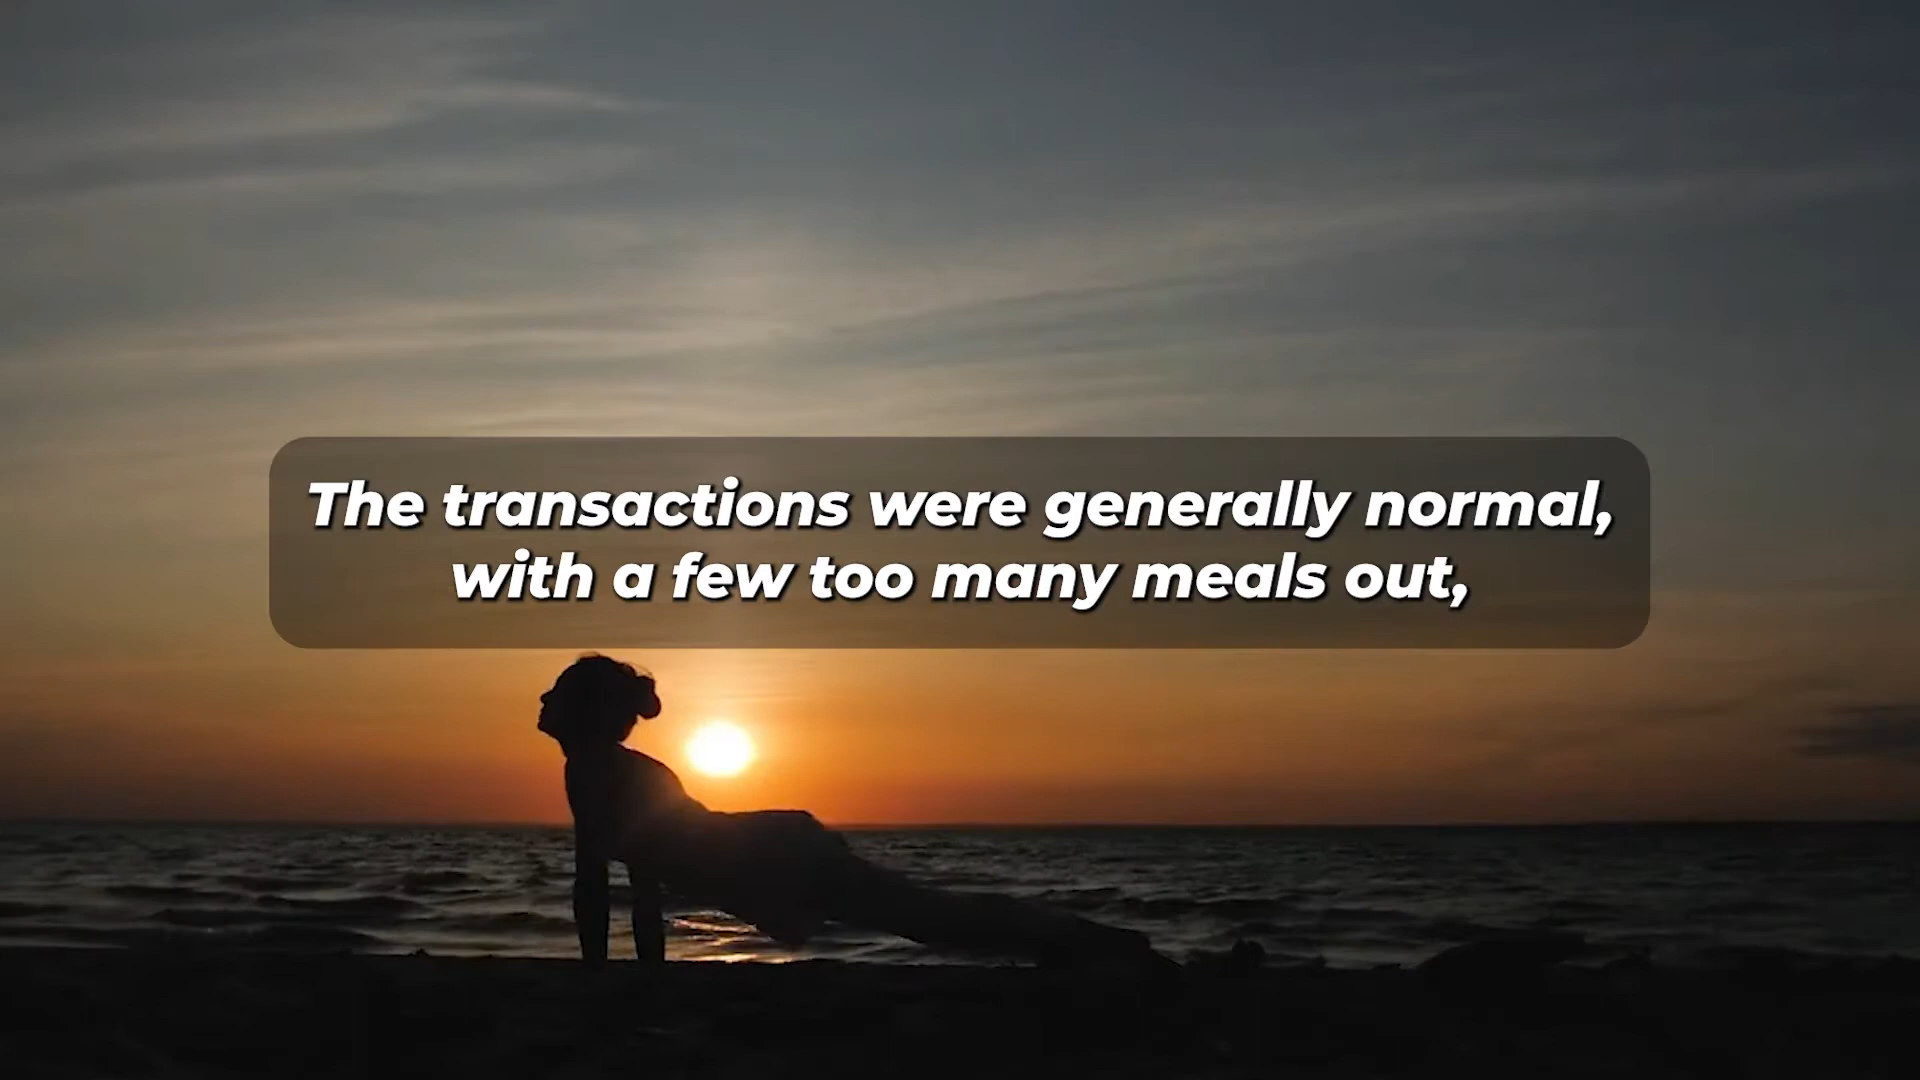 The transactions were generally normal,
with a few too many meals out,